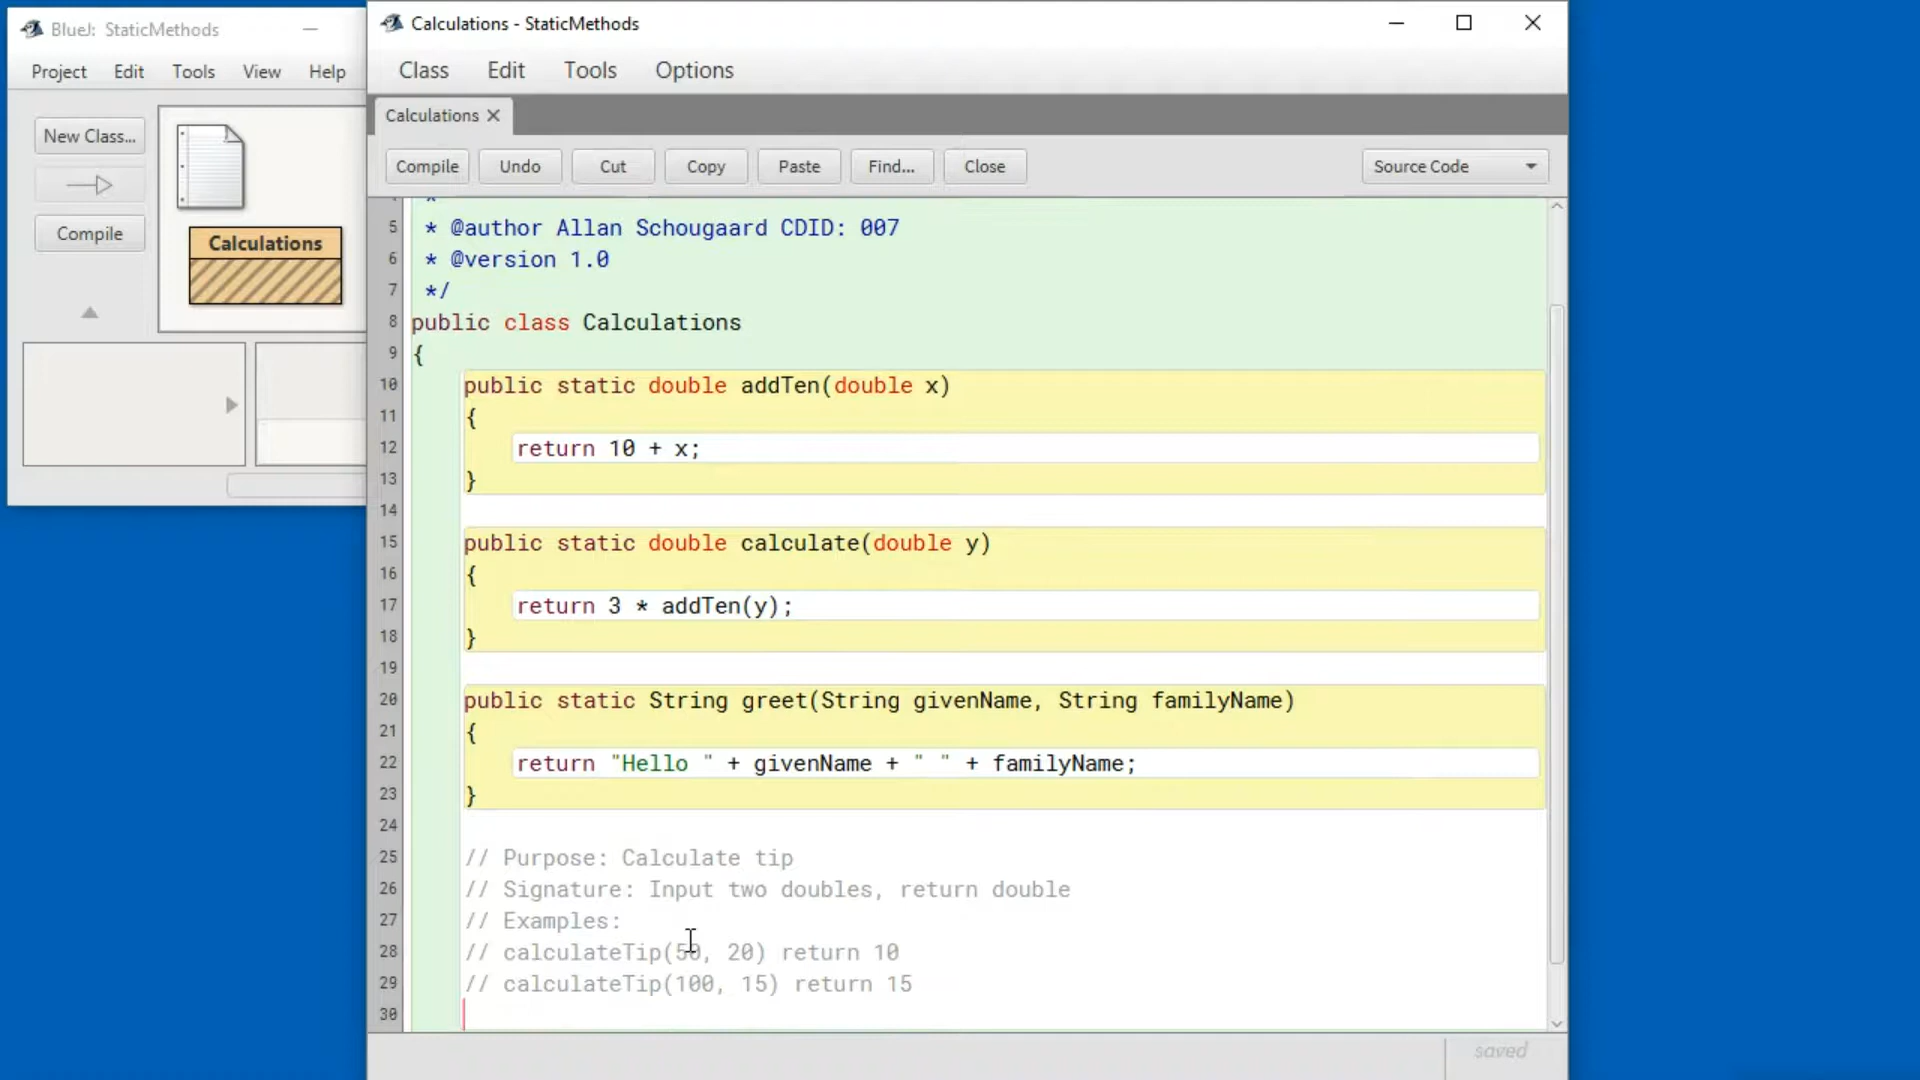 BlueJ: StaticMethods
Project Edit Tools View Help
New Class...
Compile
Calculations
Calculations - StaticMethods
Class Edit Tools Options
Calculations
Compile Undo Cut Copy Paste Find... Close Source Code
5 * @author Allan Schougaard CDID: 007
6 * @version 1.0
7 */
8 public class Calculations
9 {
10 public static double addTen(double x)
11 {
12 return 10 + x;
13 }
14
15 public static double calculate(double y)
16 {
17 return 3 * addTen(y);
18 }
19
20 public static String greet(String givenName, String familyName)
21 {
22 return "Hello " + givenName + " " + familyName;
23 }
24
25 // Purpose: Calculate tip
26 // Signature: Input two doubles, return double
27 // Examples:
28 // calculateTip(50, 20) return 10
29 // calculateTip(100, 15) return 15
30
saved